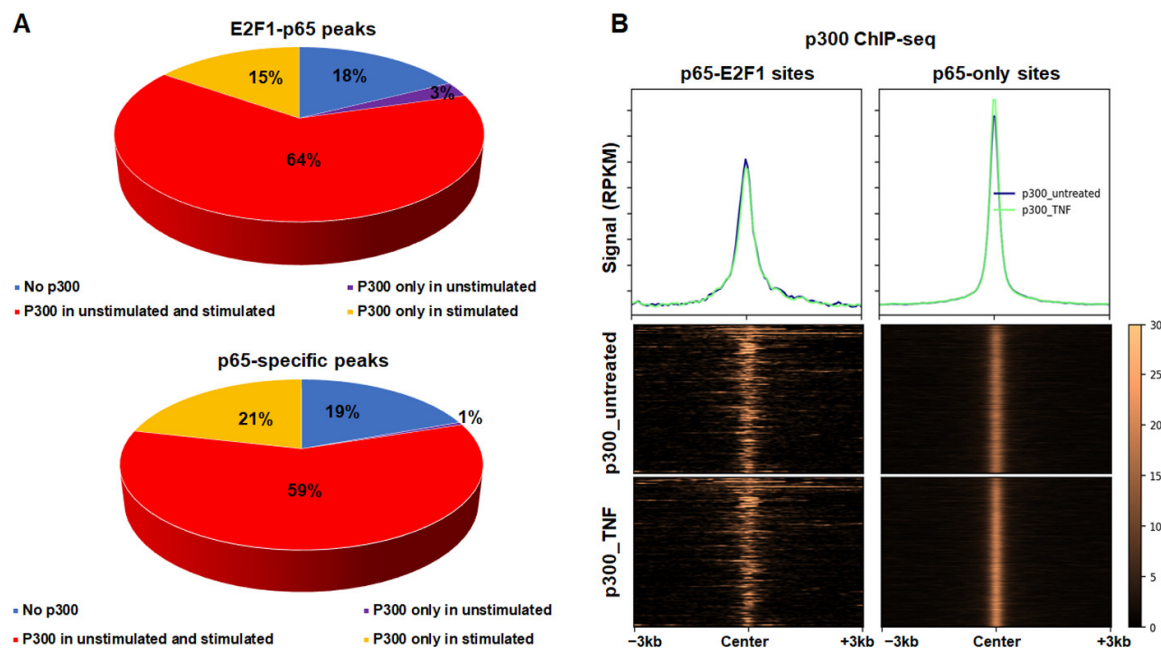 A
E2F1-p65 peaks
15%
18%
3%
64%
No p300
P300 only in unstimulated
P300 in unstimulated and stimulated
P300 only in stimulated
p65-specific peaks
21%
19%
1%
59%
No p300
P300 only in unstimulated
P300 in unstimulated and stimulated
P300 only in stimulated
B
p300 ChIP-seq
p65-E2F1 sites
p65-only sites
Signal (RPKM)
p300_untreated
p300_TNF
p300_untreated
p300_TNF
30
25
20
15
10
5
0
−3kb
Center
+3kb
−3kb
Center
+3kb